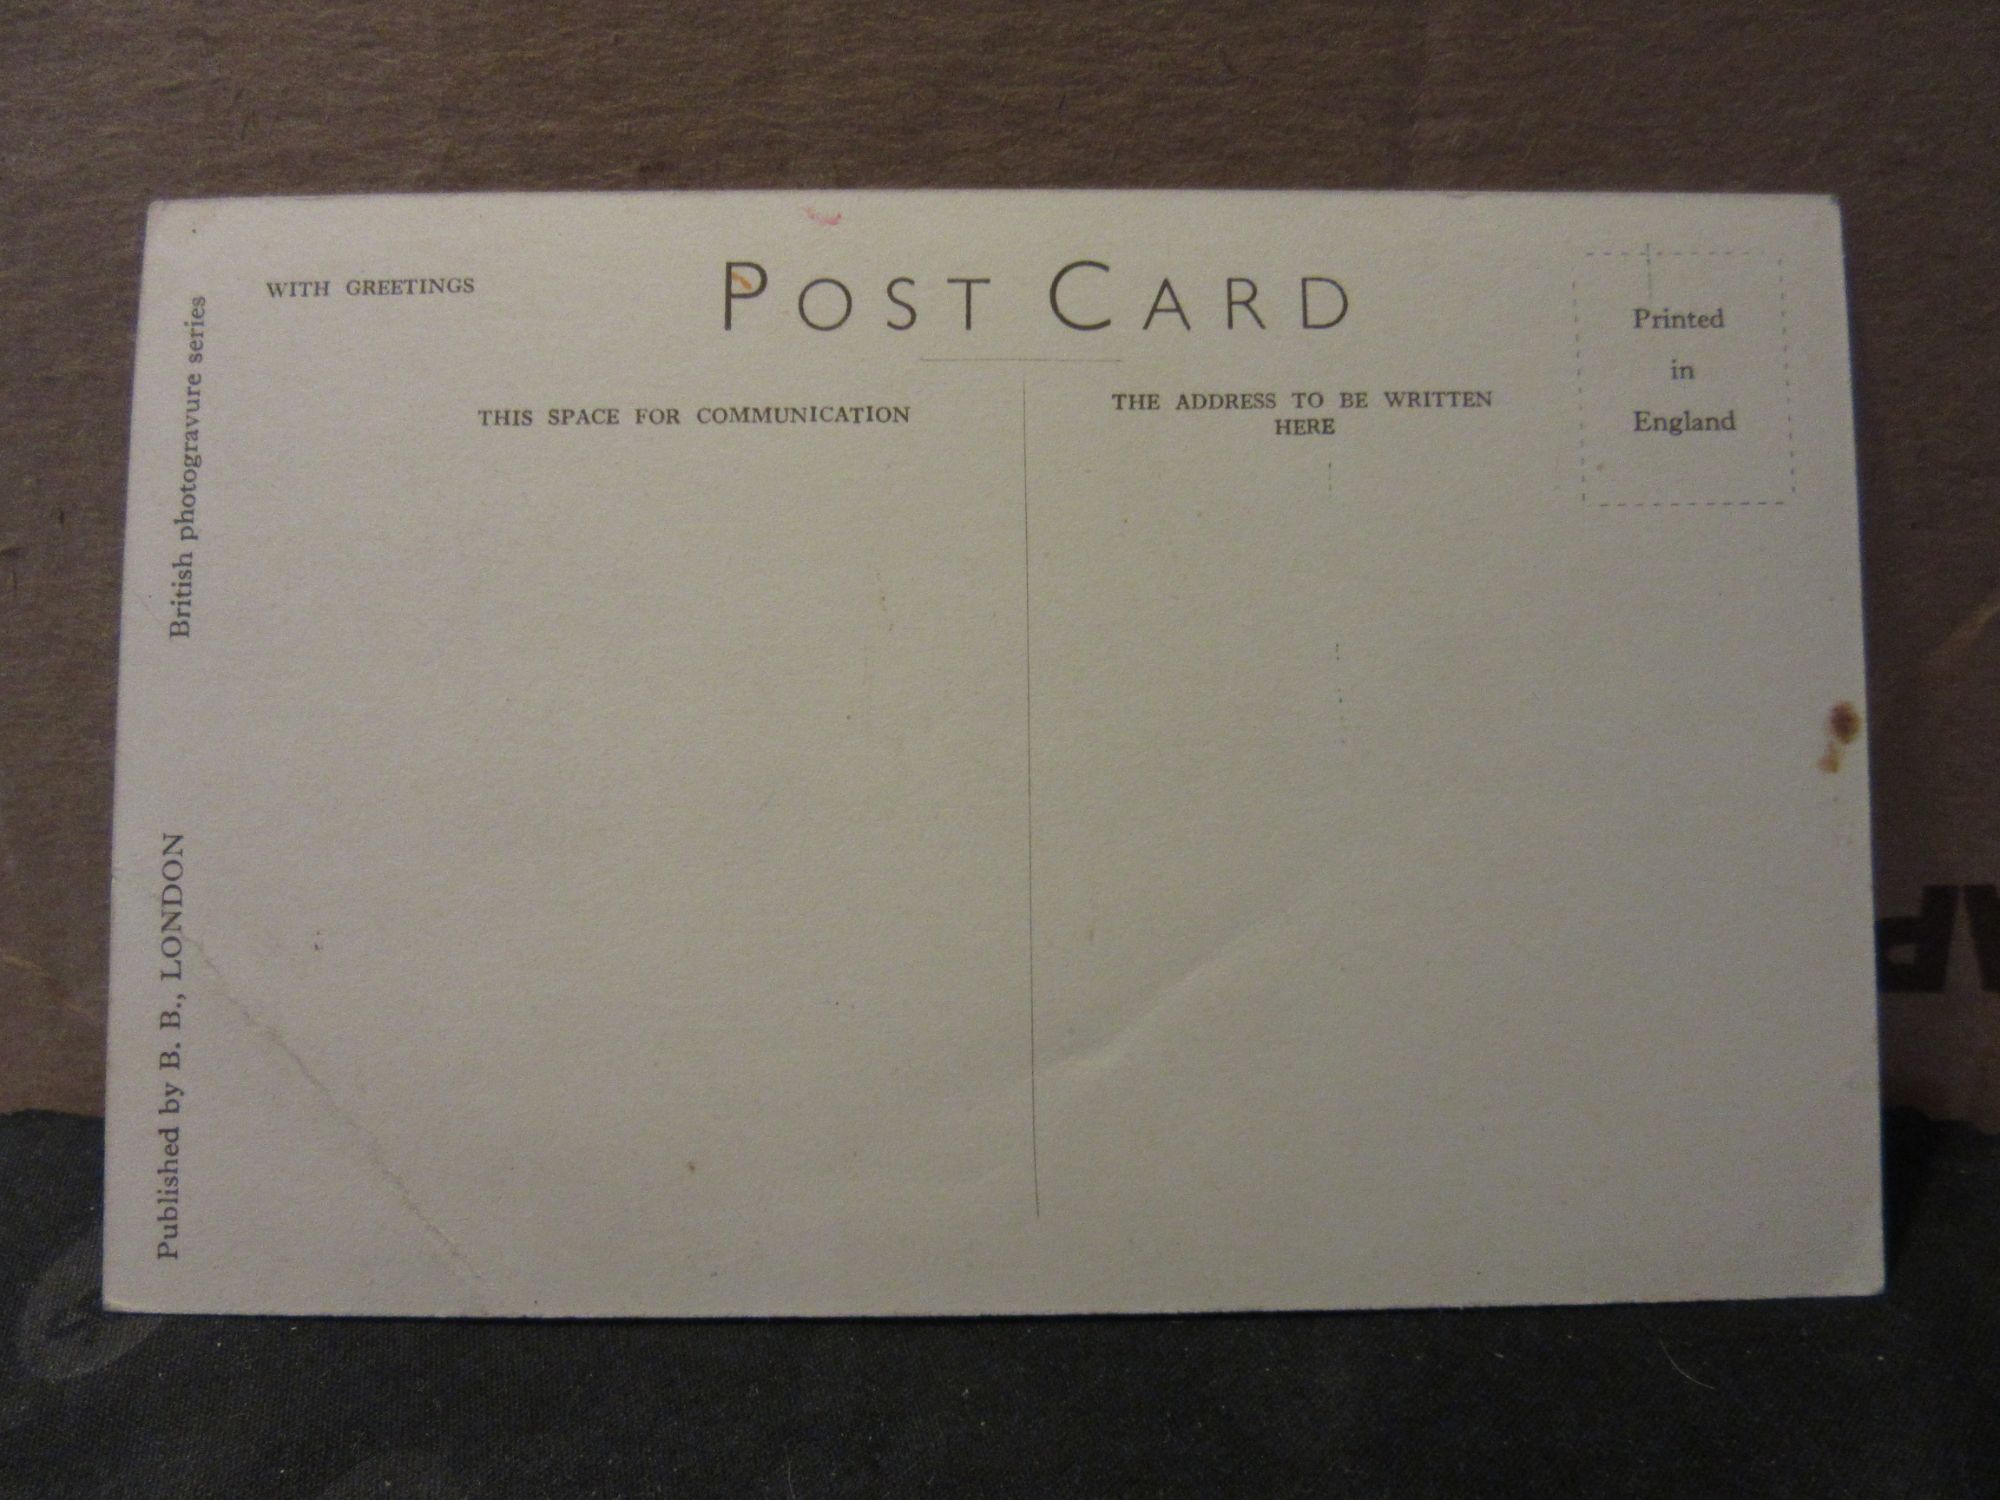 WITH GREETINGS
POST CARD
THIS SPACE FOR COMMUNICATION
THE ADDRESS TO BE WRITTEN
HERE
Printed
in
England
British photogravure series
Published by B. B., LONDON